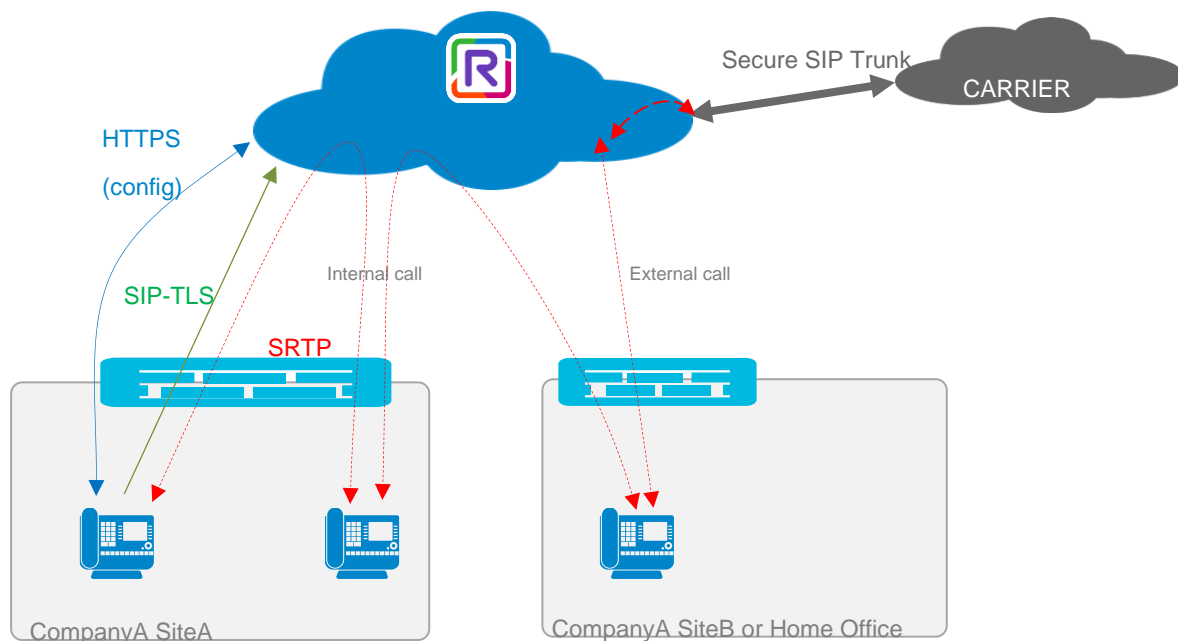 R
Secure SIP Trunk
CARRIER
HTTPS
(config)
Internal call
External call
SIP-TLS
SRTP
CompanyA SiteA
CompanyA SiteB or Home Office